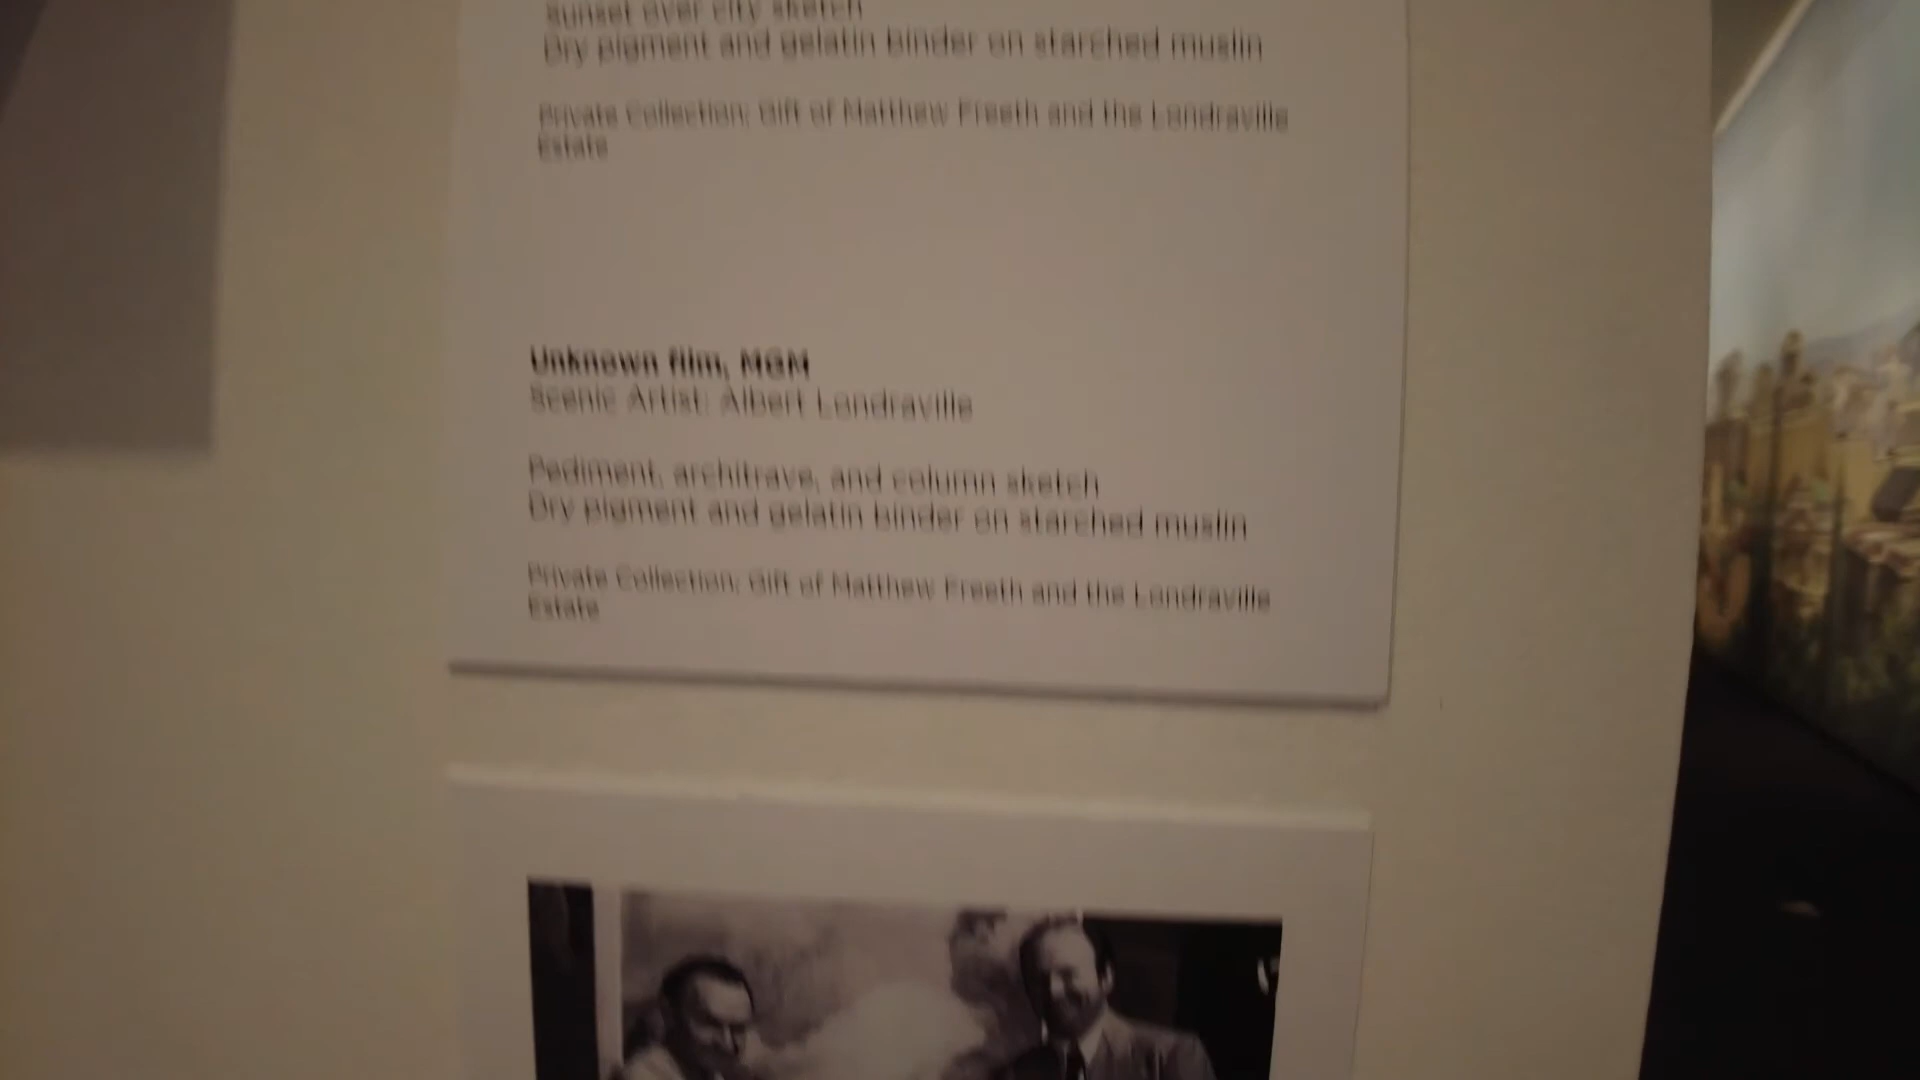 sunset over city sketch
Dry pigment and gelatin binder on starched muslin
Private Collection; Gift of Matthew Freeth and the Londraville
Estate
Unknown film, MGM
Scenic Artist: Albert Londraville
Pediment, architrave, and column sketch
Dry pigment and gelatin binder on starched muslin
Private Collection; Gift of Matthew Freeth and the Londraville
Estate